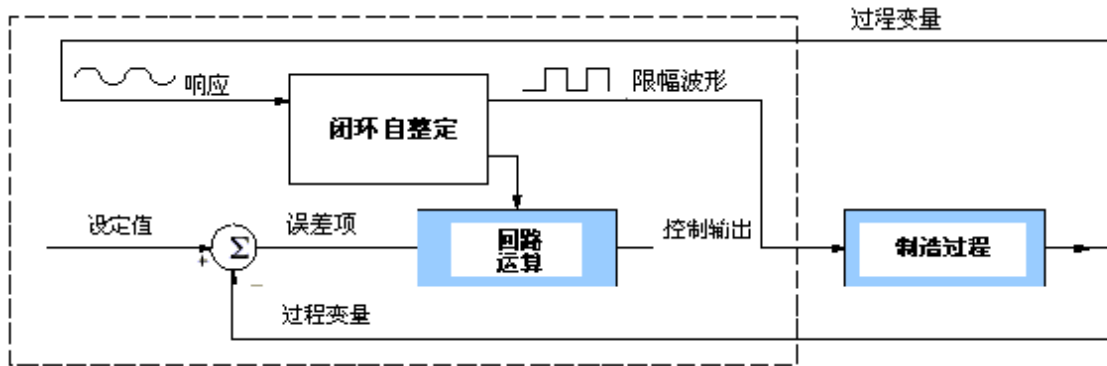 过程变量
响应
限幅波形
闭环自整定
设定值
误差项
回路
运算
控制输出
制造过程
+
Σ
−
过程变量